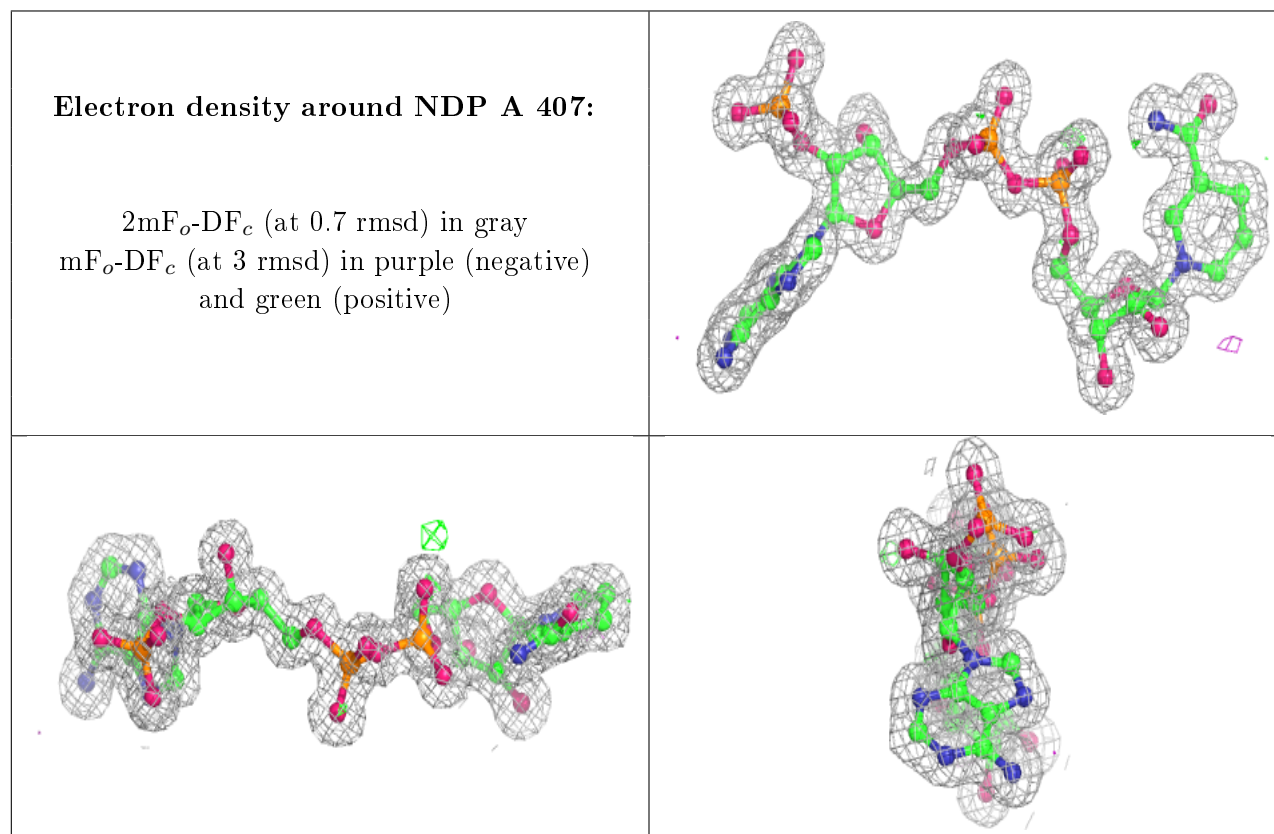 Electron density around NDP A 407:
2mFₒ-DF𝒸 (at 0.7 rmsd) in gray
mFₒ-DF𝒸 (at 3 rmsd) in purple (negative)
and green (positive)